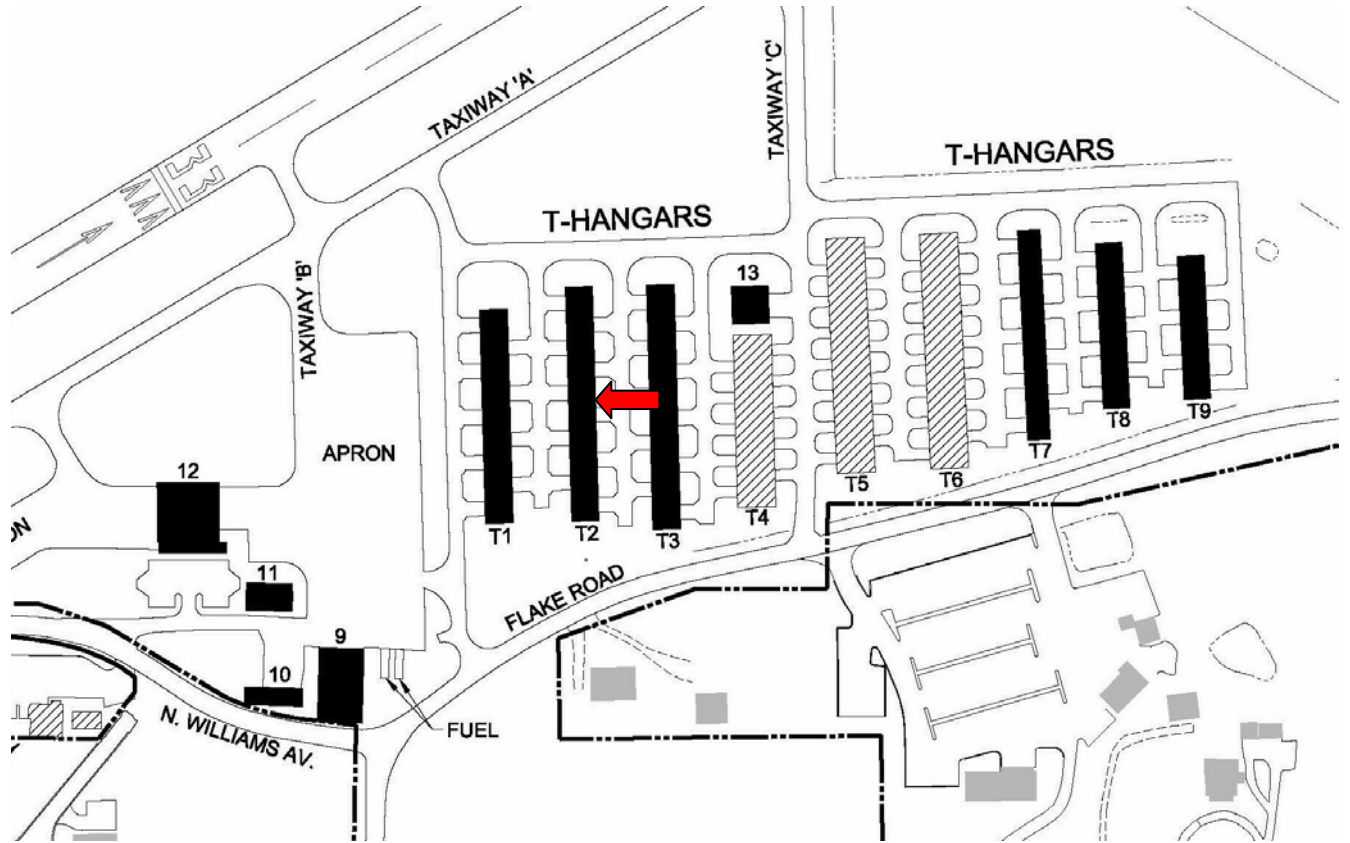 TAXIWAY 'A'
TAXIWAY 'C'
33
T-HANGARS
T-HANGARS
TAXIWAY 'B'
13
APRON
12
T1
T2
T3
T4
T5
T6
T7
T8
T9
ON
11
FLAKE ROAD
9
10
N. WILLIAMS AV.
FUEL